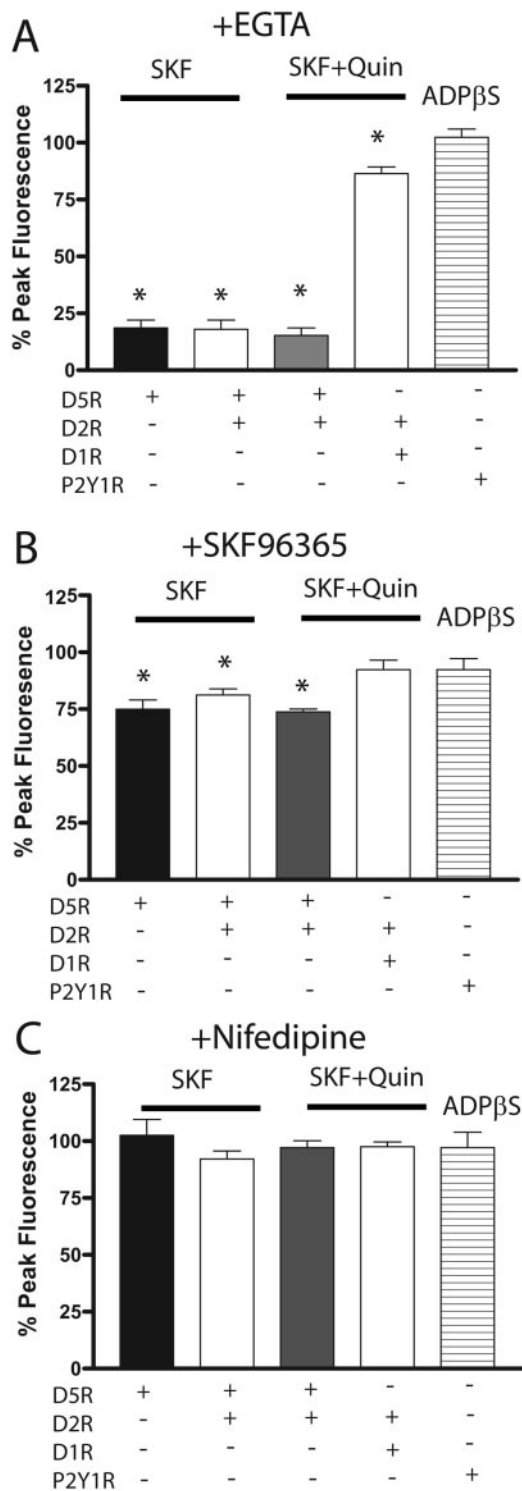 A
+EGTA
SKF
SKF+Quin
ADPβS
% Peak Fluorescence
125
100
75
50
25
0
* * * *
D5R + + + - -
D2R - + + + -
D1R - - - + -
P2Y1R - - - - +
B
+SKF96365
SKF
SKF+Quin
ADPβS
% Peak Fluoresence
125
100
75
50
25
0
* * *
D5R + + + - -
D2R - + + + -
D1R - - - + -
P2Y1R - - - - +
C
+Nifedipine
SKF
SKF+Quin
ADPβS
% Peak Fluorescence
125
100
75
50
25
0
D5R + + + - -
D2R - + + + -
D1R - - - + -
P2Y1R - - - - +